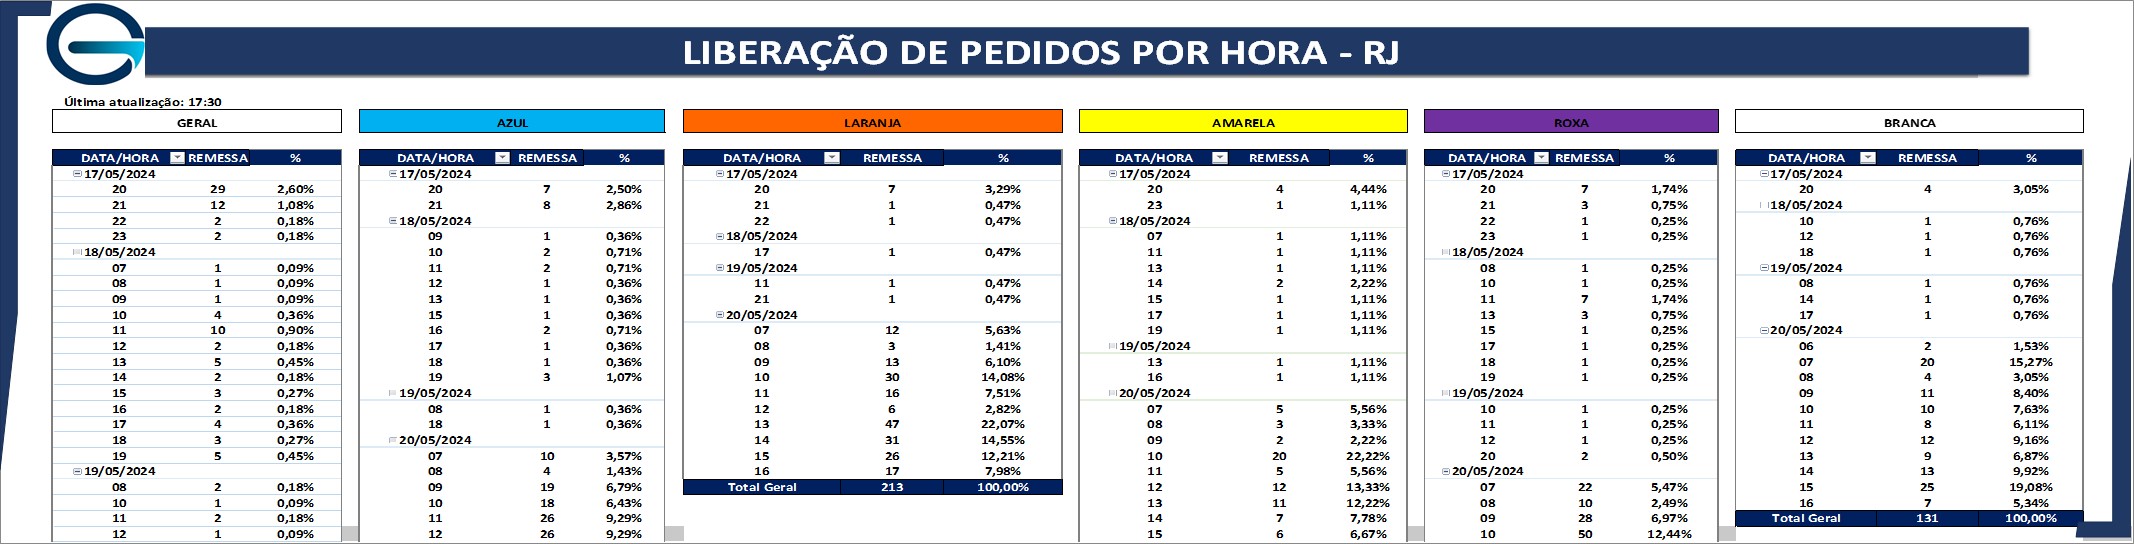 LIBERAÇÃO DE PEDIDOS POR HORA - RJ
Última atualização: 17:30
GERAL
DATA/HORA REMESSA %
17/05/2024
20 29 2,60%
21 12 1,08%
22 2 0,18%
23 2 0,18%
18/05/2024
07 1 0,09%
08 1 0,09%
09 1 0,09%
10 4 0,36%
11 10 0,90%
12 2 0,18%
13 5 0,45%
14 2 0,18%
15 3 0,27%
16 2 0,18%
17 4 0,36%
18 3 0,27%
19 5 0,45%
19/05/2024
08 2 0,18%
10 1 0,09%
11 2 0,18%
12 1 0,09%
AZUL
DATA/HORA REMESSA %
17/05/2024
20 7 2,50%
21 8 2,86%
18/05/2024
09 1 0,36%
10 2 0,71%
11 2 0,71%
12 1 0,36%
13 1 0,36%
15 1 0,36%
16 2 0,71%
17 1 0,36%
18 1 0,36%
19 3 1,07%
19/05/2024
08 1 0,36%
18 1 0,36%
20/05/2024
07 10 3,57%
08 4 1,43%
09 19 6,79%
10 18 6,43%
11 26 9,29%
12 26 9,29%
LARANJA
DATA/HORA REMESSA %
17/05/2024
20 7 3,29%
21 1 0,47%
22 1 0,47%
18/05/2024
17 1 0,47%
19/05/2024
11 1 0,47%
21 1 0,47%
20/05/2024
07 12 5,63%
08 3 1,41%
09 13 6,10%
10 30 14,08%
11 16 7,51%
12 6 2,82%
13 47 22,07%
14 31 14,55%
15 26 12,21%
16 17 7,98%
Total Geral 213 100,00%
AMARELA
DATA/HORA REMESSA %
17/05/2024
20 4 4,44%
23 1 1,11%
18/05/2024
07 1 1,11%
11 1 1,11%
13 1 1,11%
14 2 2,22%
15 1 1,11%
17 1 1,11%
19 1 1,11%
19/05/2024
13 1 1,11%
16 1 1,11%
20/05/2024
07 5 5,56%
08 3 3,33%
09 2 2,22%
10 20 22,22%
11 5 5,56%
12 12 13,33%
13 11 12,22%
14 7 7,78%
15 6 6,67%
ROXA
DATA/HORA REMESSA %
17/05/2024
20 7 1,74%
21 3 0,75%
22 1 0,25%
23 1 0,25%
18/05/2024
08 1 0,25%
10 1 0,25%
11 7 1,74%
13 3 0,75%
15 1 0,25%
17 1 0,25%
18 1 0,25%
19 1 0,25%
19/05/2024
10 1 0,25%
11 1 0,25%
12 1 0,25%
20 2 0,50%
20/05/2024
07 22 5,47%
08 10 2,49%
09 28 6,97%
10 50 12,44%
BRANCA
DATA/HORA REMESSA %
17/05/2024
20 4 3,05%
18/05/2024
10 1 0,76%
12 1 0,76%
18 1 0,76%
19/05/2024
08 1 0,76%
14 1 0,76%
17 1 0,76%
20/05/2024
06 2 1,53%
07 20 15,27%
08 4 3,05%
09 11 8,40%
10 10 7,63%
11 8 6,11%
12 12 9,16%
13 9 6,87%
14 13 9,92%
15 25 19,08%
16 7 5,34%
Total Geral 131 100,00%